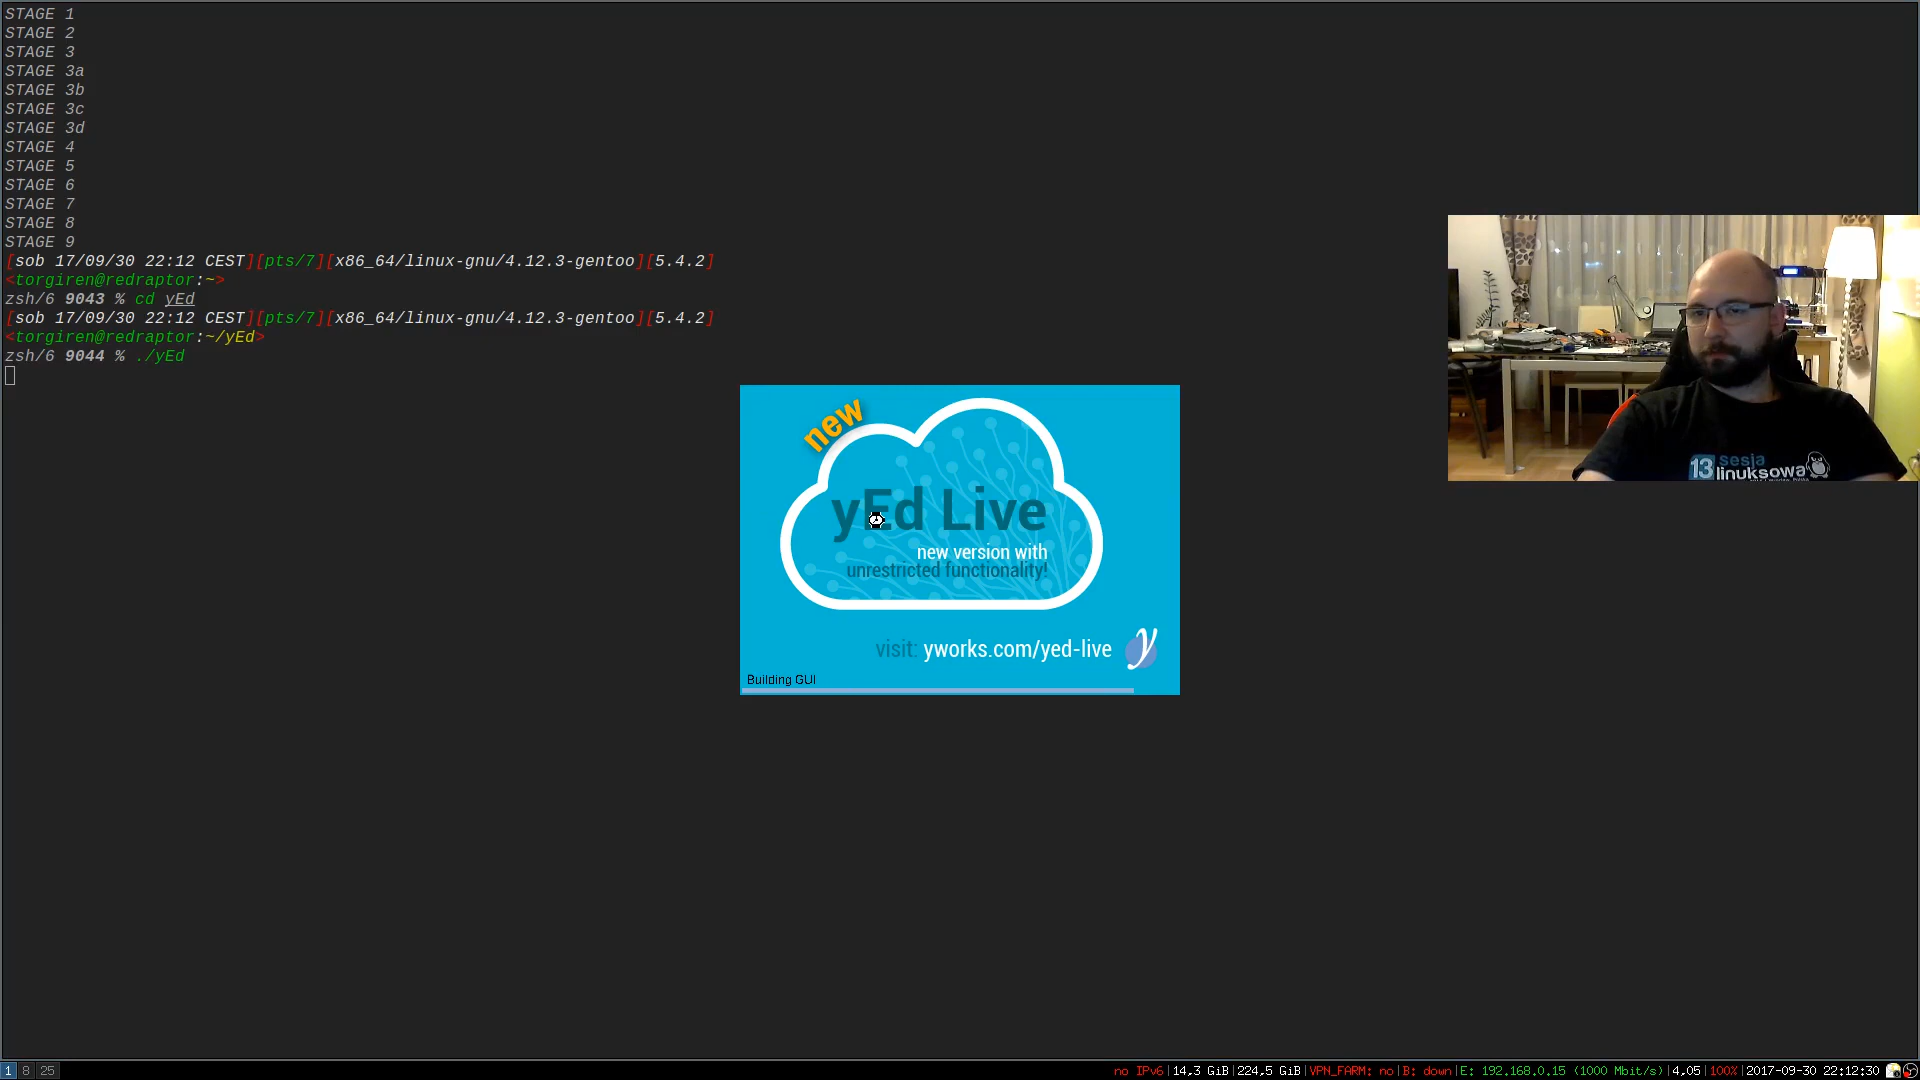 STAGE 1
STAGE 2
STAGE 3
STAGE 3a
STAGE 3b
STAGE 3c
STAGE 3d
STAGE 4
STAGE 5
STAGE 6
STAGE 7
STAGE 8
STAGE 9
[sob 17/09/30 22:12 CEST][pts/7][x86_64/linux-gnu/4.12.3-gentoo][5.4.2]
<torgiren@redraptor:~>
zsh/6 9043 % cd yEd
[sob 17/09/30 22:12 CEST][pts/7][x86_64/linux-gnu/4.12.3-gentoo][5.4.2]
<torgiren@redraptor:~/yEd>
zsh/6 9044 % ./yEd
new
yEd Live
new version with
unrestricted functionality!
visit: yworks.com/yed-live
y
Building GUI
13 sesja
linuksowa
1 8 25
no IPv6|14,3 GiB|224,5 GiB|VPN_FARM: no|B: down|E: 192.168.0.15 (1000 Mbit/s)|4,05|100%|2017-09-30 22:12:30